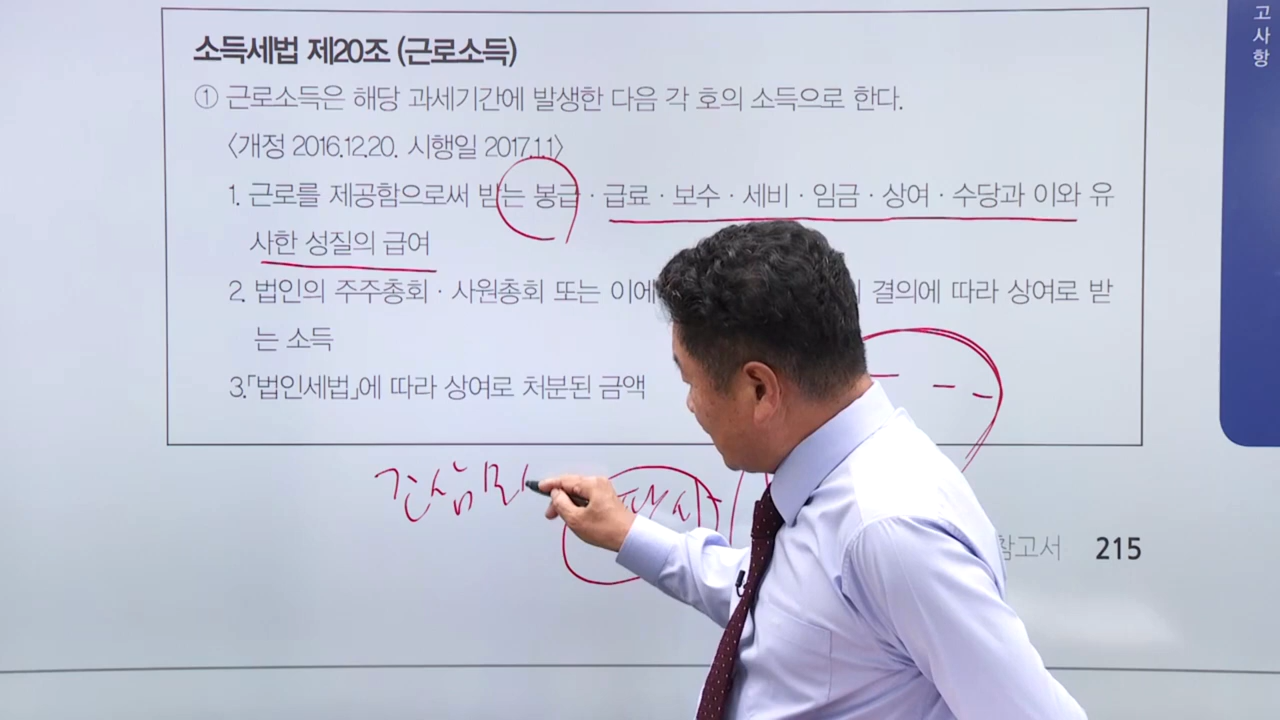 고사항
소득세법 제20조 (근로소득)
① 근로소득은 해당 과세기간에 발생한 다음 각 호의 소득으로 한다.
〈개정 2016.12.20. 시행일 2017.1.1〉
1. 근로를 제공함으로써 받는 봉급 · 급료 · 보수 · 세비 · 임금 · 상여 · 수당과 이와 유
사한 성질의 급여
2. 법인의 주주총회 · 사원총회 또는 이에 결의에 따라 상여로 받
는 소득
3.「법인세법」에 따라 상여로 처분된 금액
참고서 215